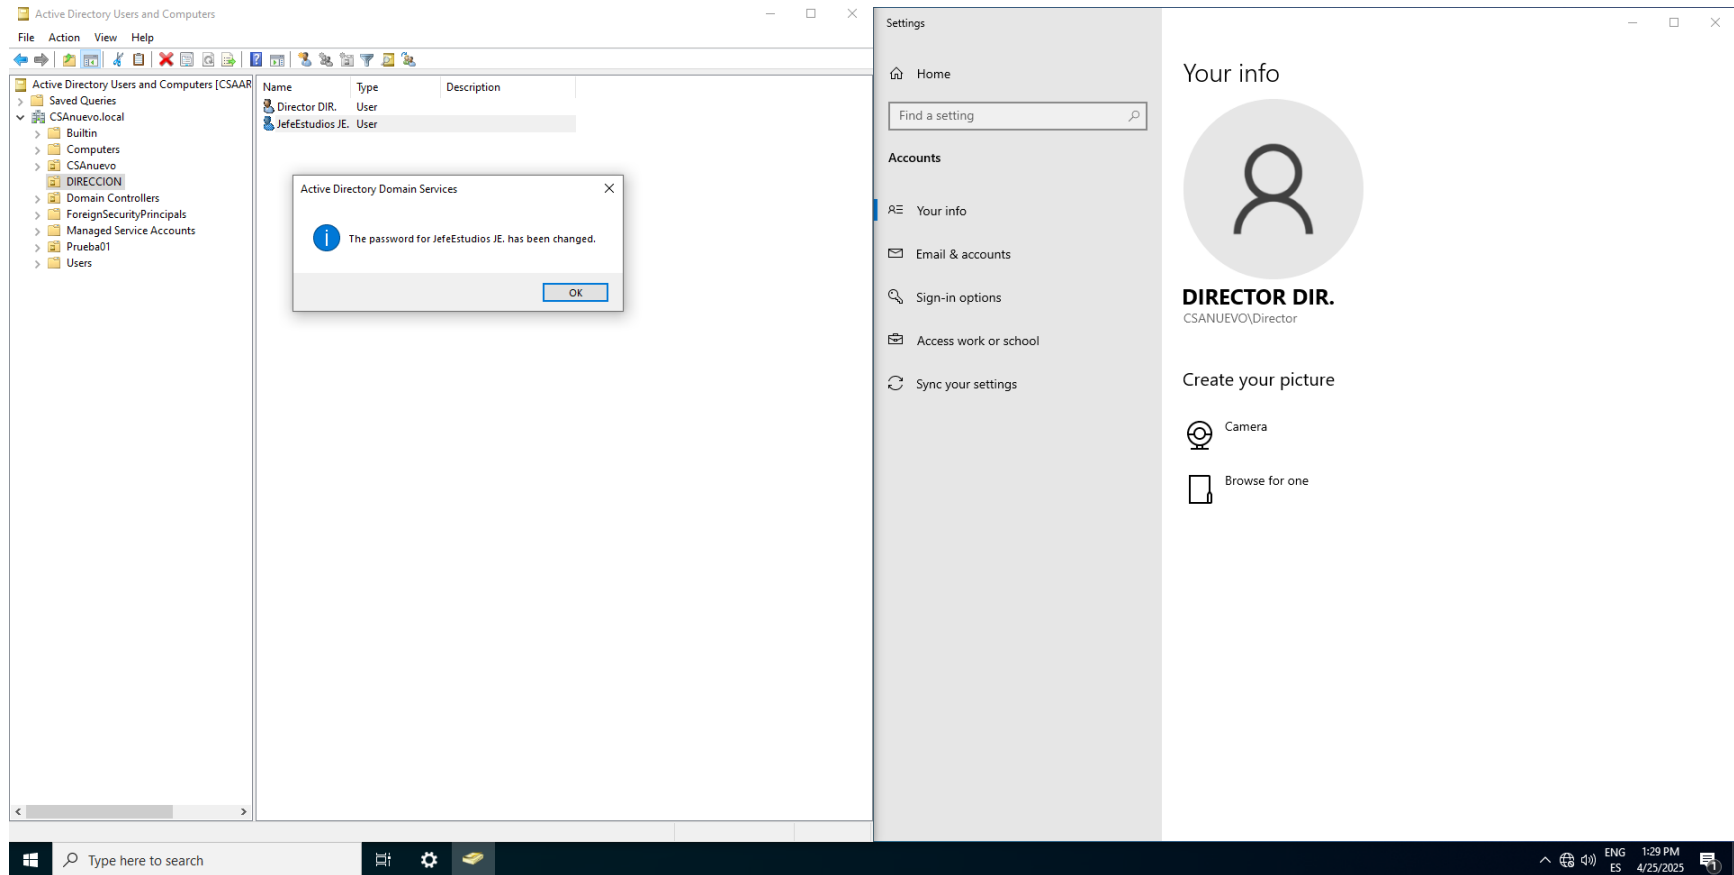 Active Directory Users and Computers
File Action View Help
Active Directory Users and Computers [CSAAR
Saved Queries
CSAnuevo.local
Builtin
Computers
CSAnuevo
DIRECCION
Domain Controllers
ForeignSecurityPrincipals
Managed Service Accounts
Prueba01
Users
Name Type Description
Director DIR. User
JefeEstudios JE. User
Active Directory Domain Services
The password for JefeEstudios JE. has been changed.
OK
Settings
Home
Find a setting
Accounts
Your info
Email & accounts
Sign-in options
Access work or school
Sync your settings
Your info
DIRECTOR DIR.
CSANUEVO\Director
Create your picture
Camera
Browse for one
Type here to search
ENG
ES
1:29 PM
4/25/2025
1